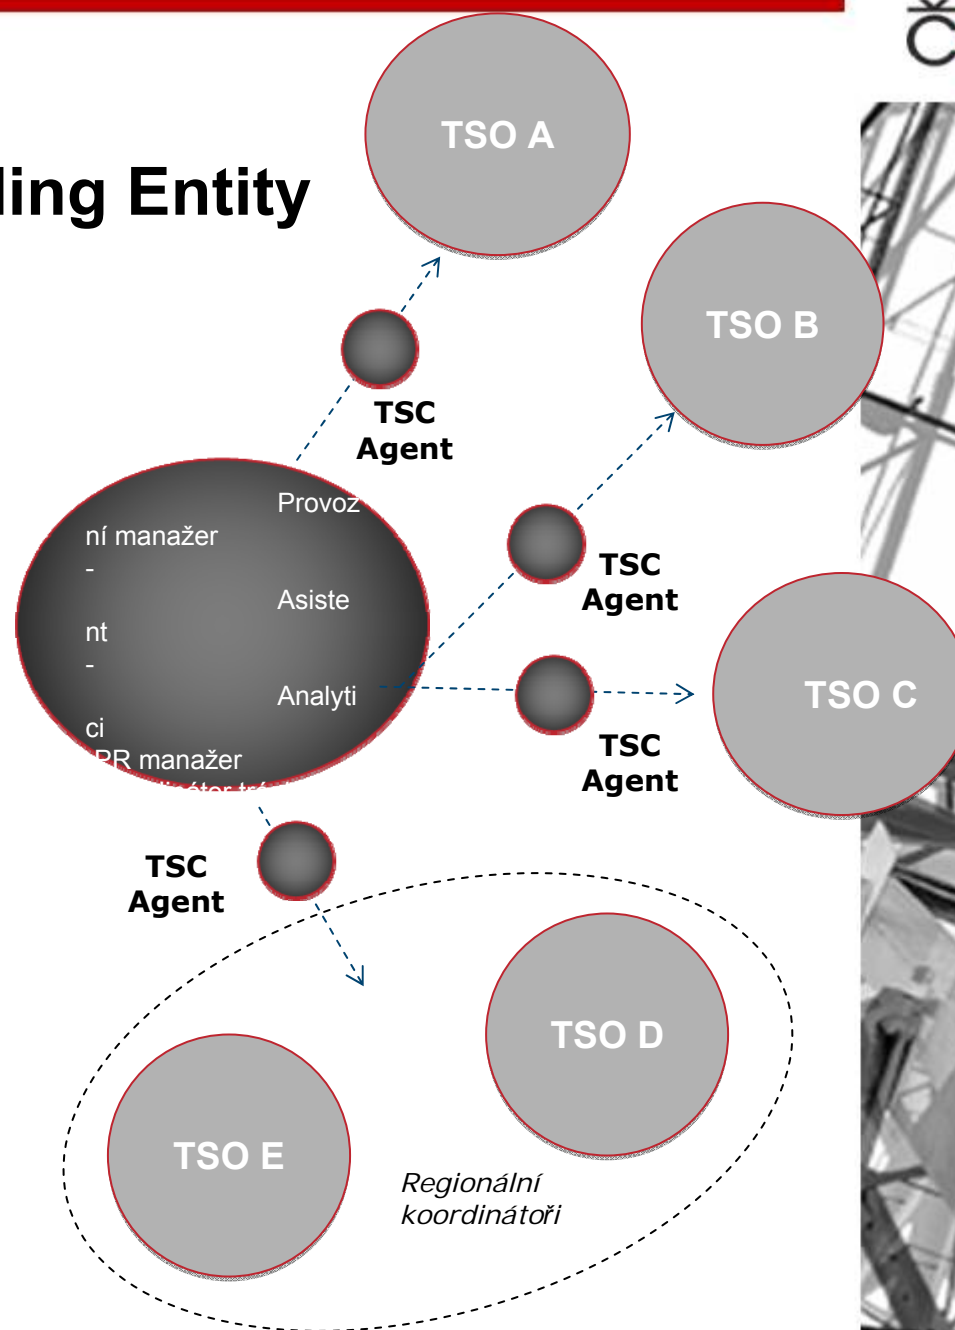 TSO A
Entity
TSO B
TSC
Agent
Provoz
ní manažer
-
Asiste
nt
-
Analyti
ci
PR manažer
TSC
Agent
TSO C
TSC
Agent
TSC
Agent
TSO D
TSO E
Regionální
koordinátoři